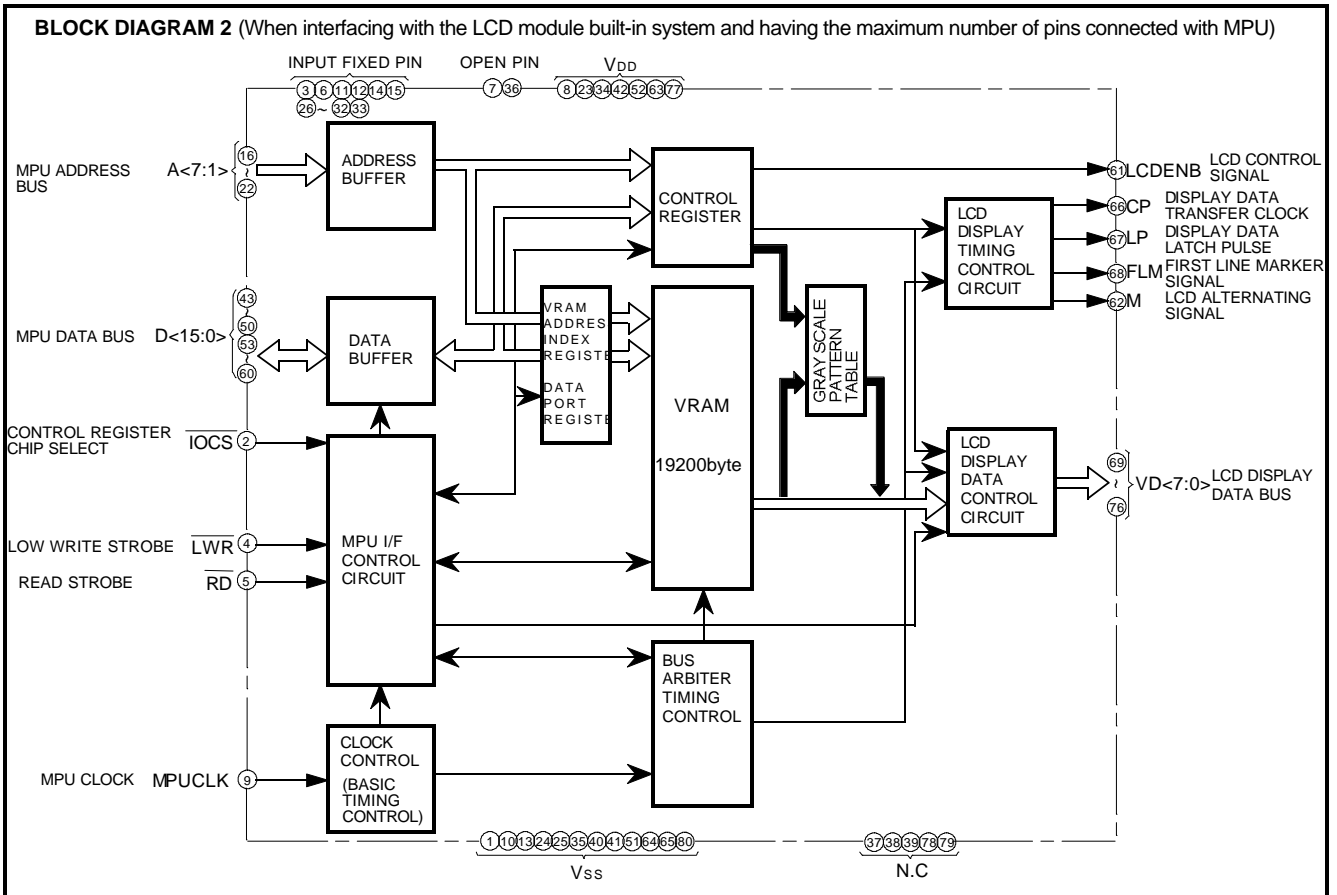 BLOCK DIAGRAM 2 (When interfacing with the LCD module built-in system and having the maximum number of pins connected with MPU)
INPUT FIXED PIN
OPEN PIN
VDD
3 6 11 12 14 15
26 ~ 32 33
7 36
8 23 34 42 52 63 77
MPU ADDRESS
BUS
A<7:1>
16
~
22
ADDRESS
BUFFER
CONTROL
REGISTER
61 LCDENB
LCD CONTROL
SIGNAL
LCD
DISPLAY
TIMING
CONTROL
CIRCUIT
66 CP
DISPLAY DATA
TRANSFER CLOCK
67 LP
DISPLAY DATA
LATCH PULSE
68 FLM
FIRST LINE MARKER
SIGNAL
62 M
LCD ALTERNATING
SIGNAL
MPU DATA BUS
D<15:0>
43
~
50
53
~
60
DATA
BUFFER
VRAM
ADDRES
INDEX
REGISTE
DATA
PORT
REGISTE
VRAM
19200byte
GRAY SCALE
PATTERN
TABLE
LCD
DISPLAY
DATA
CONTROL
CIRCUIT
69
~
76
VD<7:0>
LCD DISPLAY
DATA BUS
CONTROL REGISTER
CHIP SELECT
IOCS
2
LOW WRITE STROBE
LWR
4
READ STROBE
RD
5
MPU I/F
CONTROL
CIRCUIT
BUS
ARBITER
TIMING
CONTROL
MPU CLOCK
MPUCLK
9
CLOCK
CONTROL
(BASIC
TIMING
CONTROL)
1 10 13 24 25 35 40 41 51 64 65 80
VSS
37 38 39 78 79
N.C